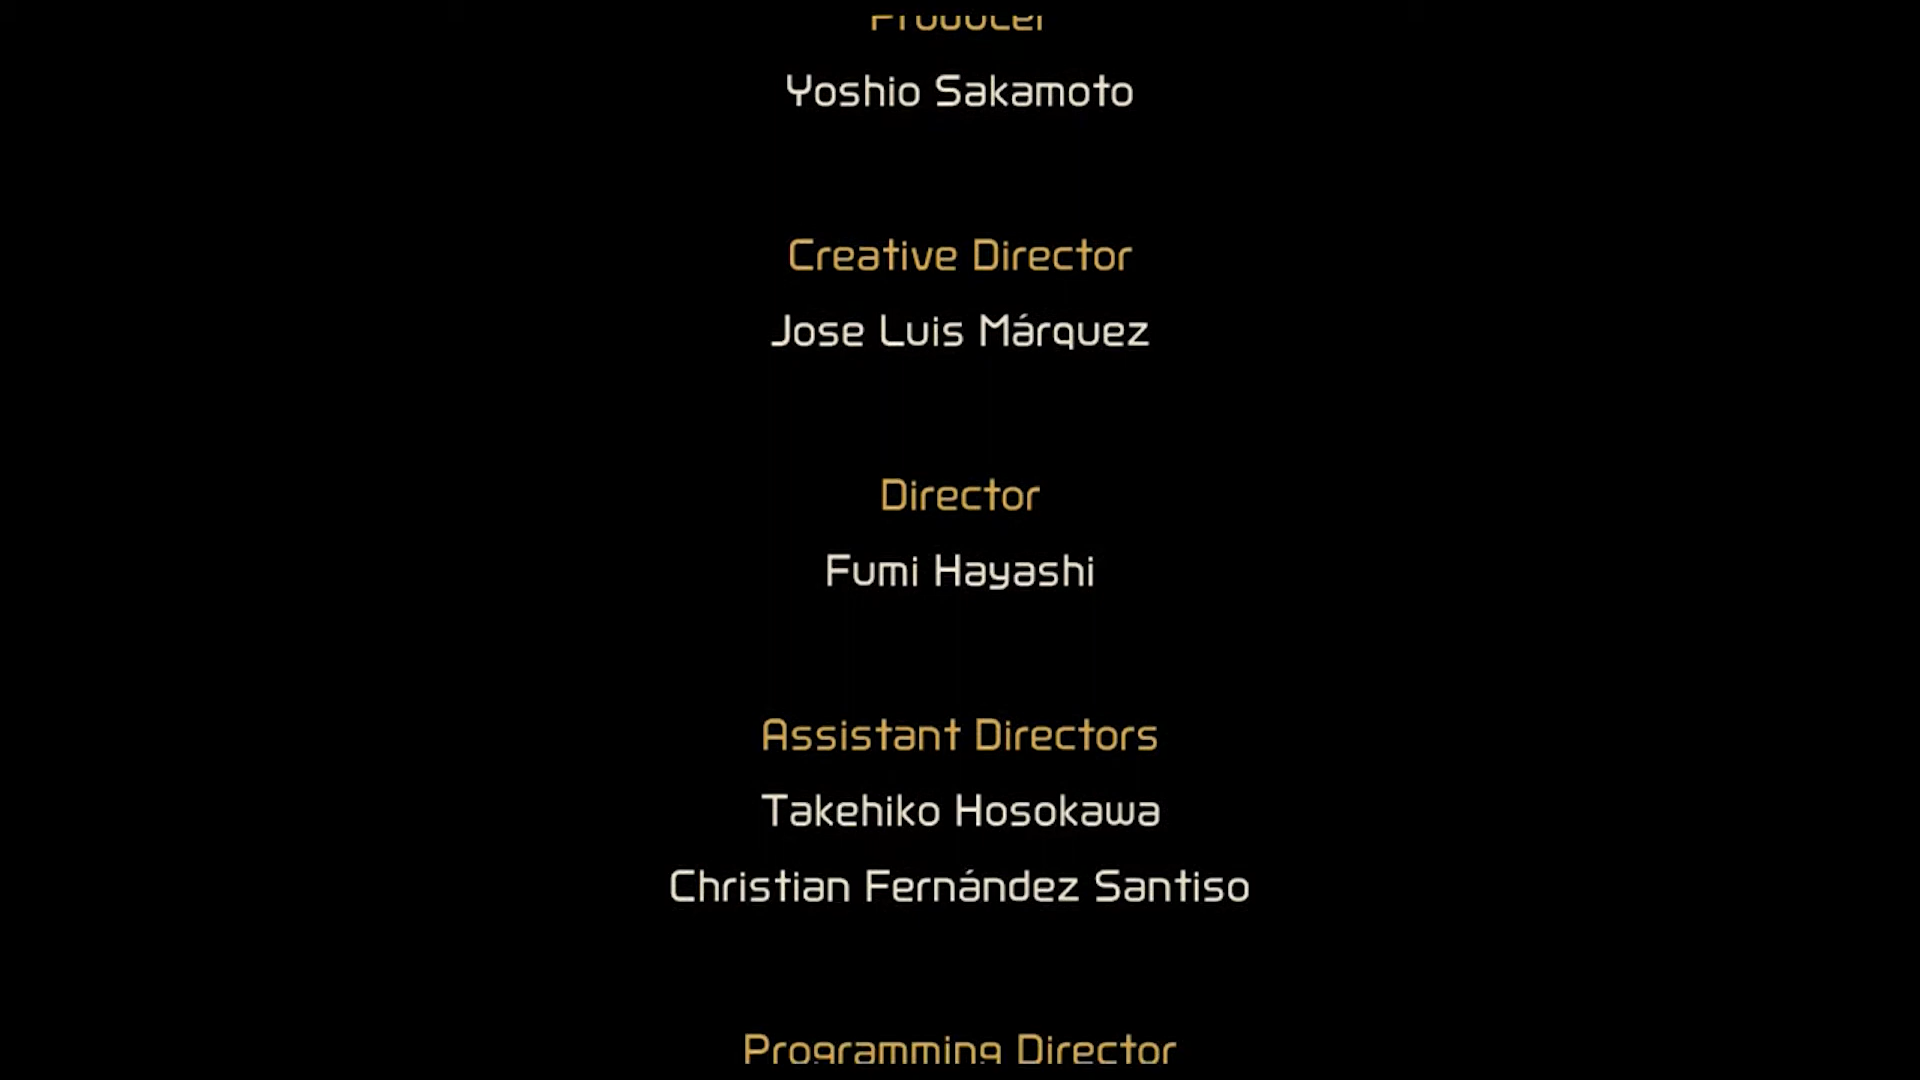 Producer
Yoshio Sakamoto
Creative Director
Jose Luis Márquez
Director
Fumi Hayashi
Assistant Directors
Takehiko Hosokawa
Christian Fernández Santiso
Programming Director